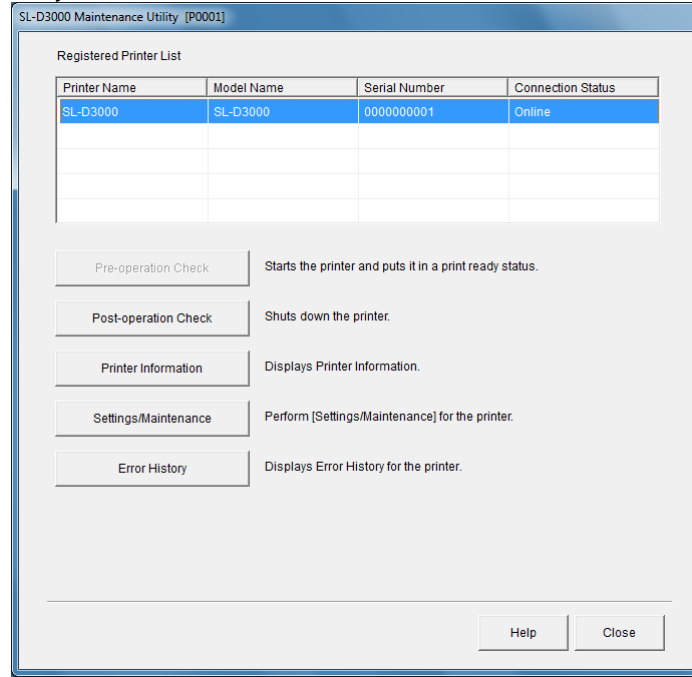 SL-D3000 Maintenance Utility [P0001]
Registered Printer List
Printer Name Model Name Serial Number Connection Status
SL-D3000 SL-D3000 0000000001 Online
Pre-operation Check Starts the printer and puts it in a print ready status.
Post-operation Check Shuts down the printer.
Printer Information Displays Printer Information.
Settings/Maintenance Perform [Settings/Maintenance] for the printer.
Error History Displays Error History for the printer.
Help Close